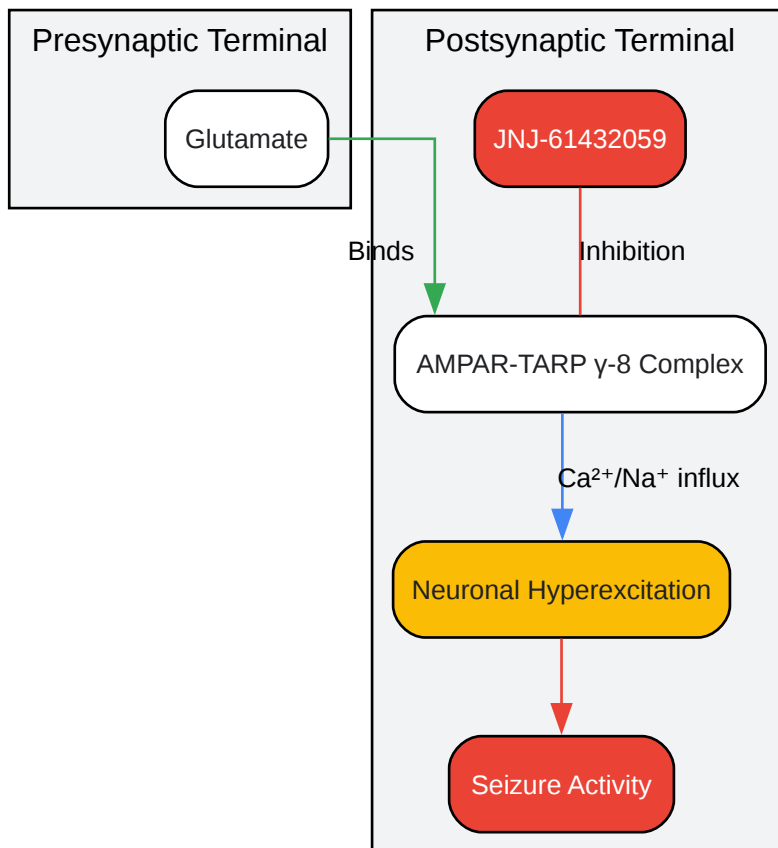 Presynaptic Terminal
Postsynaptic Terminal
Glutamate
JNJ-61432059
Binds
Inhibition
AMPAR-TARP γ-8 Complex
Ca²⁺/Na⁺ influx
Neuronal Hyperexcitation
Seizure Activity